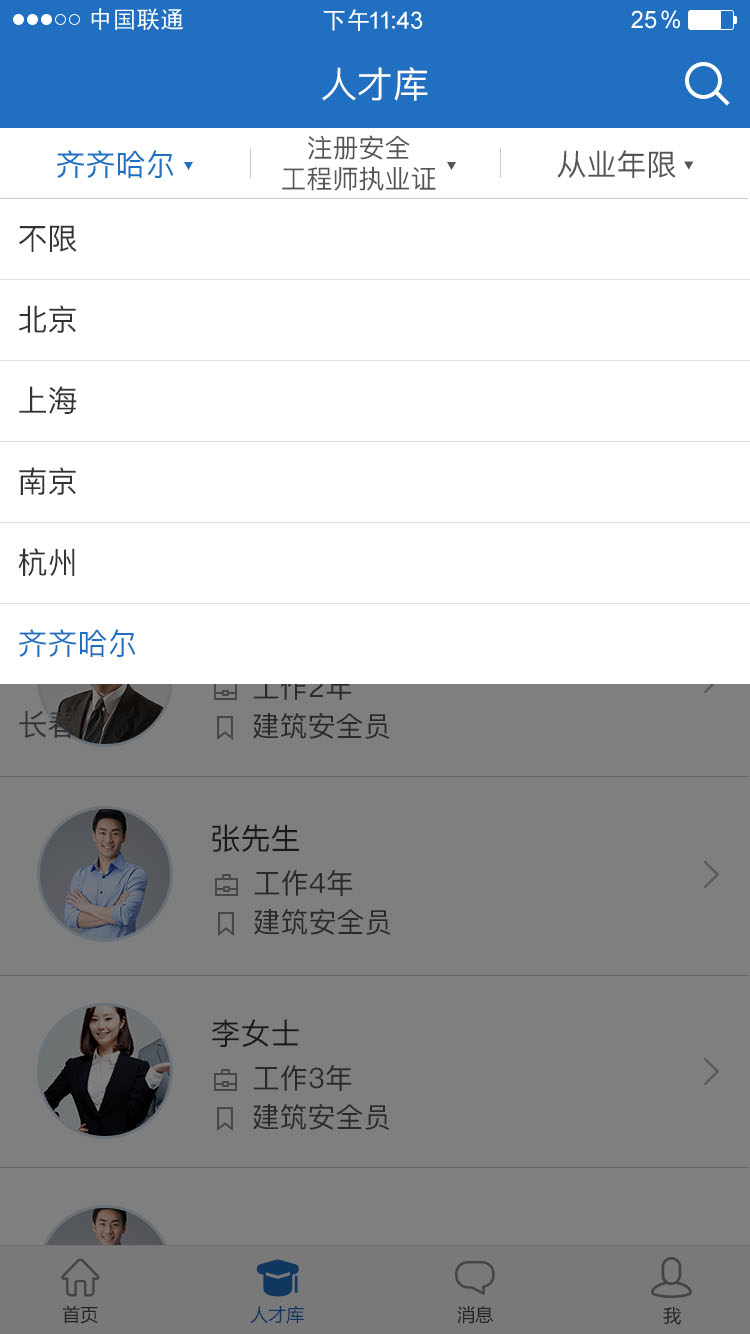 中国联通 下午11:43 25%
人才库
齐齐哈尔 注册安全 从业年限
工程师执业证
不限
北京
上海
南京
杭州
齐齐哈尔
工作2年
长春 建筑安全员
张先生
工作4年
建筑安全员
李女士
工作3年
建筑安全员
首页 人才库 消息 我